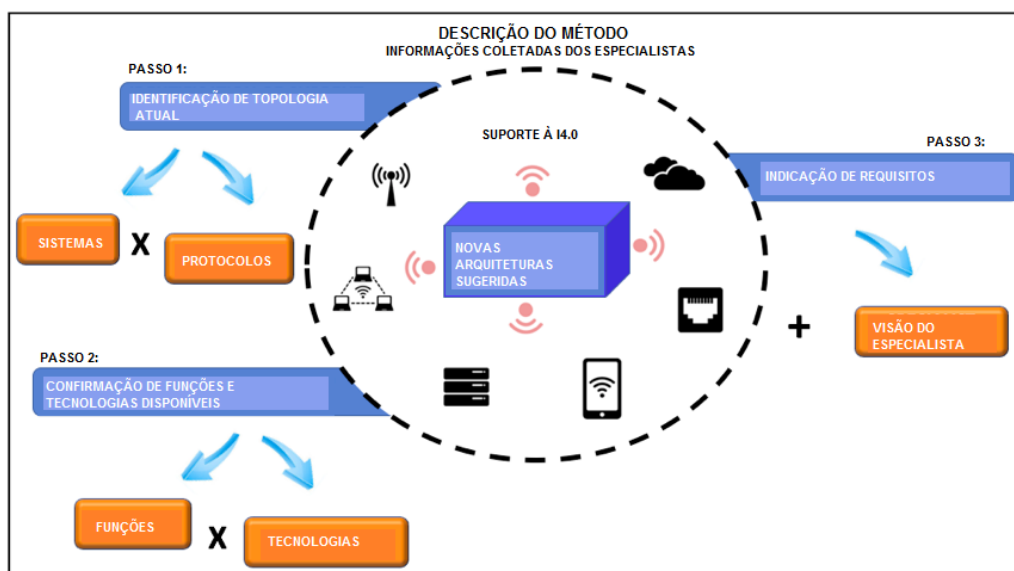 DESCRIÇÃO DO MÉTODO
INFORMAÇÕES COLETADAS DOS ESPECIALISTAS
PASSO 1:
IDENTIFICAÇÃO DE TOPOLOGIA
ATUAL
SISTEMAS
X
PROTOCOLOS
SUPORTE À I4.0
NOVAS
ARQUITETURAS
SUGERIDAS
PASSO 2:
CONFIRMAÇÃO DE FUNÇÕES E
TECNOLOGIAS DISPONÍVEIS
FUNÇÕES
X
TECNOLOGIAS
PASSO 3:
INDICAÇÃO DE REQUISITOS
+
VISÃO DO
ESPECIALISTA